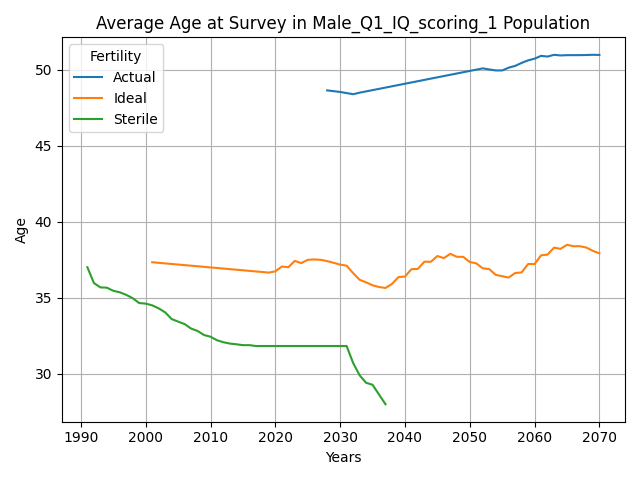 Average Age at Survey in Male_Q1_IQ_scoring_1 Population
Fertility
Actual
Ideal
Sterile
Age
50
45
40
35
30
1990 2000 2010 2020 2030 2040 2050 2060 2070
Years